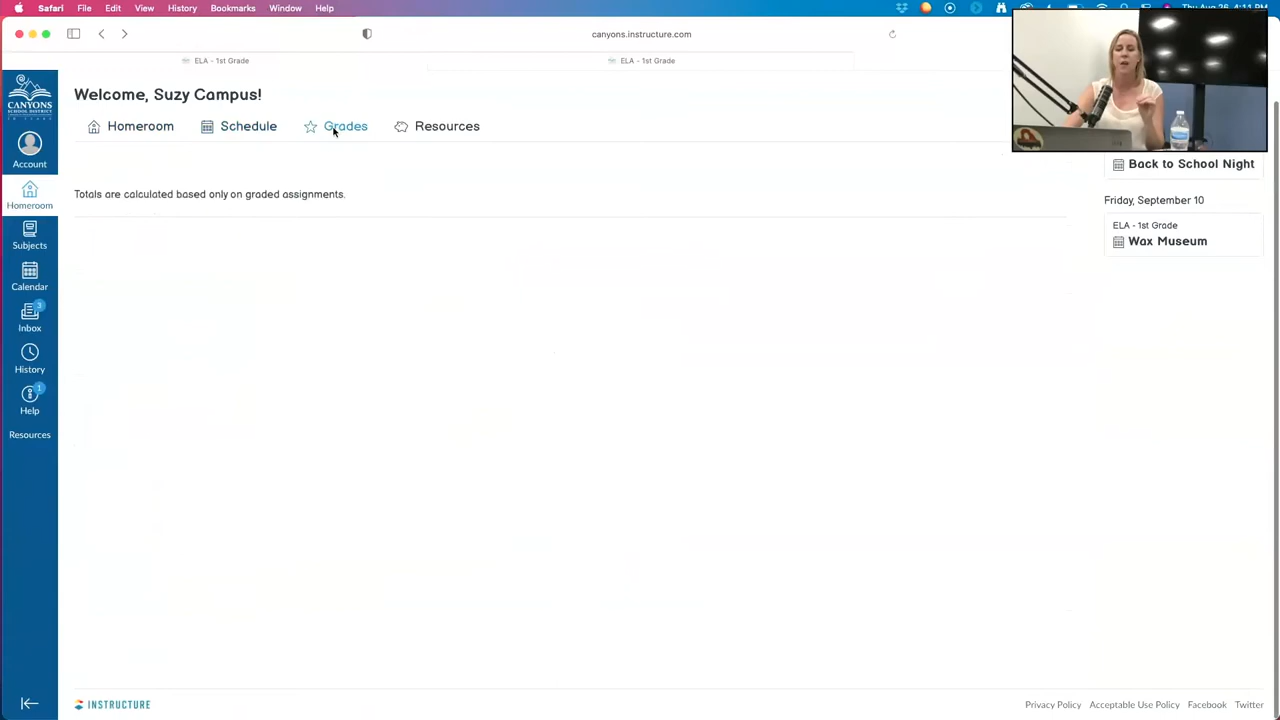 Safari File Edit View History Bookmarks Window Help
canyons.instructure.com
ELA - 1st Grade
ELA - 1st Grade
CANYONS
SCHOOL DISTRICT
Account
Homeroom
Subjects
Calendar
3
Inbox
History
1
Help
Resources
Welcome, Suzy Campus!
Homeroom Schedule Grades Resources
Totals are calculated based only on graded assignments.
Back to School Night
Friday, September 10
ELA - 1st Grade
Wax Museum
INSTRUCTURE
Privacy Policy Acceptable Use Policy Facebook Twitter